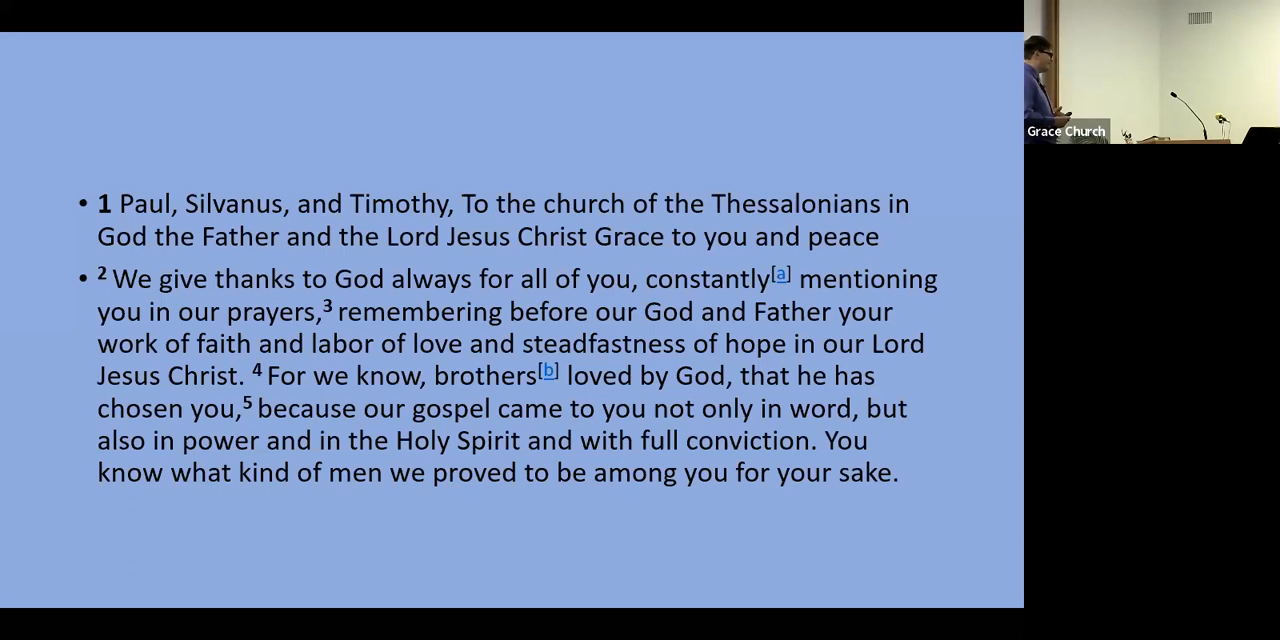 • 1 Paul, Silvanus, and Timothy, To the church of the Thessalonians in
God the Father and the Lord Jesus Christ Grace to you and peace
• 2 We give thanks to God always for all of you, constantly[a] mentioning
you in our prayers,3 remembering before our God and Father your
work of faith and labor of love and steadfastness of hope in our Lord
Jesus Christ. 4 For we know, brothers[b] loved by God, that he has
chosen you,5 because our gospel came to you not only in word, but
also in power and in the Holy Spirit and with full conviction. You
know what kind of men we proved to be among you for your sake.
Grace Church